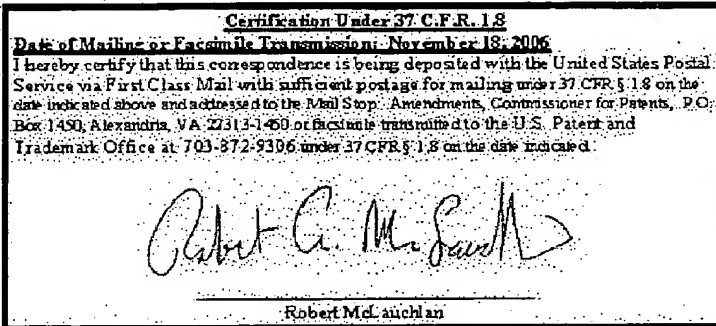 Certification Under 37 C.F.R. 1.8
Date of Mailing or Facsimile Transmission: November 18, 2006
I hereby certify that this correspondence is being deposited with the United States Postal
Service via First Class Mail with sufficient postage for mailing under 37 CFR § 1.8 on the
date indicated above and addressed to the Mail Stop: Amendments, Commissioner for Patents, P.O.
Box 1450, Alexandria, VA 22313-1450 or facsimile transmitted to the U.S. Patent and
Trademark Office at 703-872-9306 under 37 CFR § 1.8 on the date indicated.
Robert A. McLauchlan
Robert McLauchlan